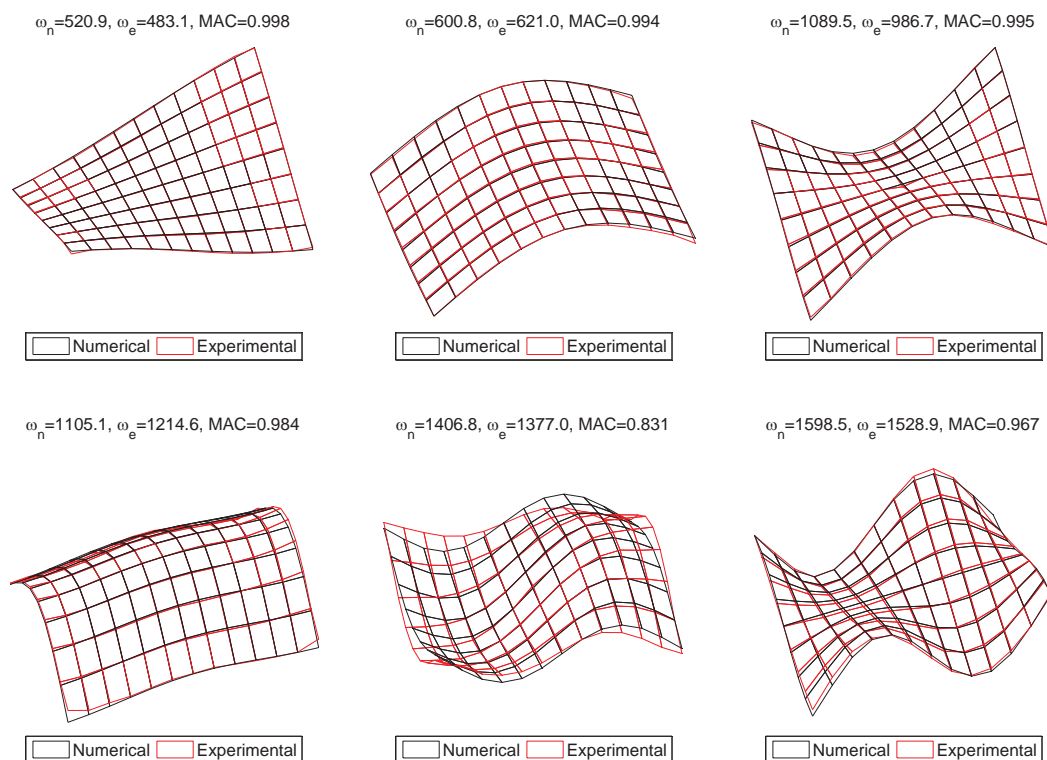 ωn=520.9, ωe=483.1, MAC=0.998
ωn=600.8, ωe=621.0, MAC=0.994
ωn=1089.5, ωe=986.7, MAC=0.995
Numerical Experimental
Numerical Experimental
Numerical Experimental
ωn=1105.1, ωe=1214.6, MAC=0.984
ωn=1406.8, ωe=1377.0, MAC=0.831
ωn=1598.5, ωe=1528.9, MAC=0.967
Numerical Experimental
Numerical Experimental
Numerical Experimental